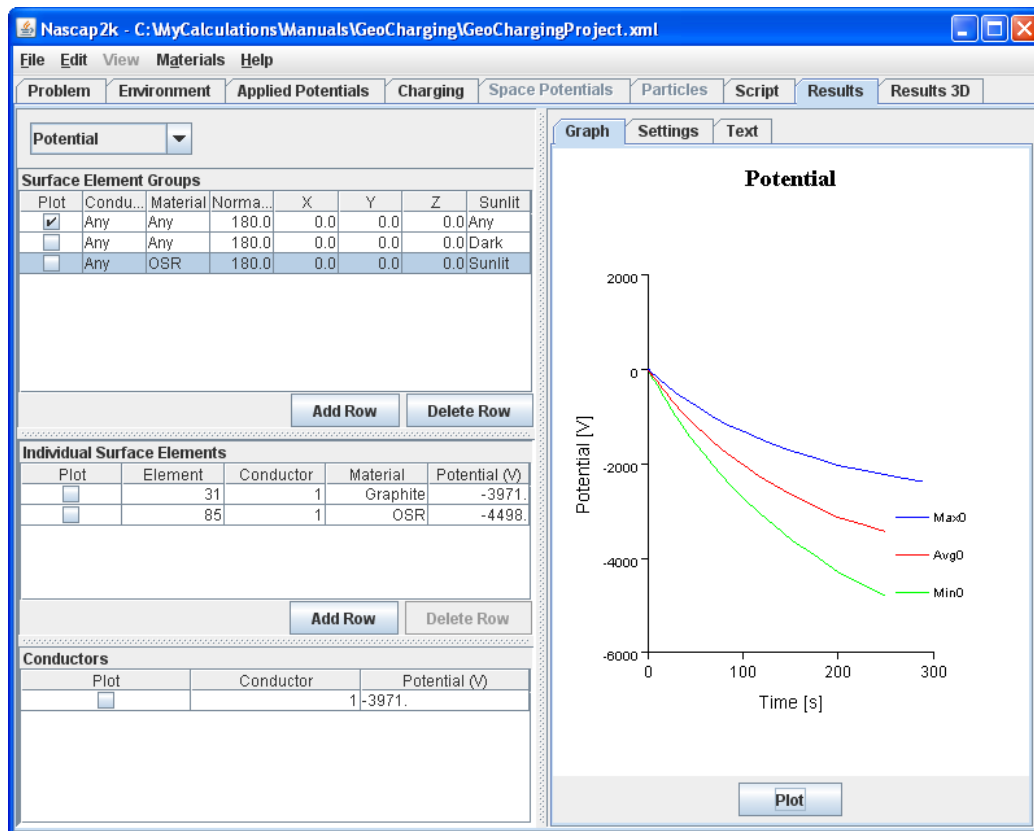 Nascap2k - C:\MyCalculations\Manuals\GeoCharging\GeoChargingProject.xml
File Edit View Materials Help
Problem Environment Applied Potentials Charging Space Potentials Particles Script Results Results 3D
Potential
Surface Element Groups
Plot Condu... Material Norma... X Y Z Sunlit
Any Any 180.0 0.0 0.0 0.0 Any
Any Any 180.0 0.0 0.0 0.0 Dark
Any OSR 180.0 0.0 0.0 0.0 Sunlit
Add Row Delete Row
Individual Surface Elements
Plot Element Conductor Material Potential (V)
31 1 Graphite -3971.
85 1 OSR -4498.
Add Row Delete Row
Conductors
Plot Conductor Potential (V)
1 -3971.
Graph Settings Text
Potential
2000
0
-2000
-4000
-6000
Potential [V]
0 100 200 300
Time [s]
Max0
Avg0
Min0
Plot